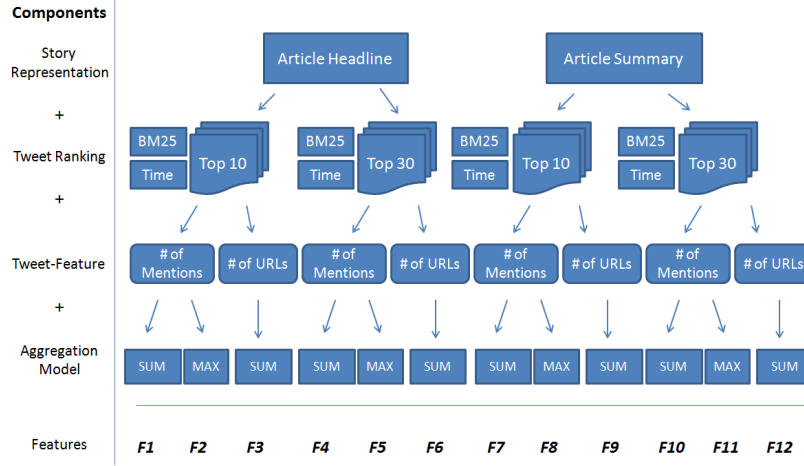 Components
Story
Representation
Article Headline
Article Summary
+
BM25
Time
Top 10
BM25
Time
Top 30
BM25
Time
Top 10
BM25
Time
Top 30
Tweet Ranking
+
Tweet-Feature
# of
Mentions
# of URLs
# of
Mentions
# of URLs
# of
Mentions
# of URLs
# of
Mentions
# of URLs
+
Aggregation
Model
SUM
MAX
SUM
SUM
MAX
SUM
SUM
MAX
SUM
SUM
MAX
SUM
Features
F1
F2
F3
F4
F5
F6
F7
F8
F9
F10
F11
F12